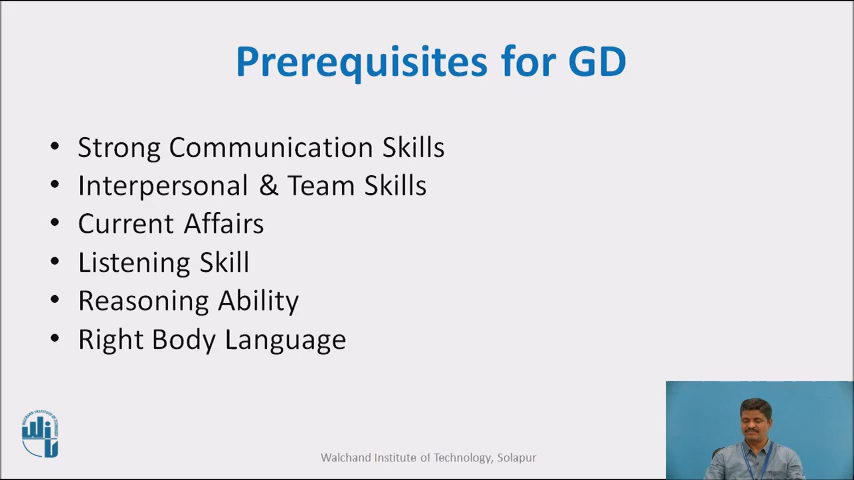 Prerequisites for GD
• Strong Communication Skills
• Interpersonal & Team Skills
• Current Affairs
• Listening Skill
• Reasoning Ability
• Right Body Language
Walchand Institute of Technology, Solapur